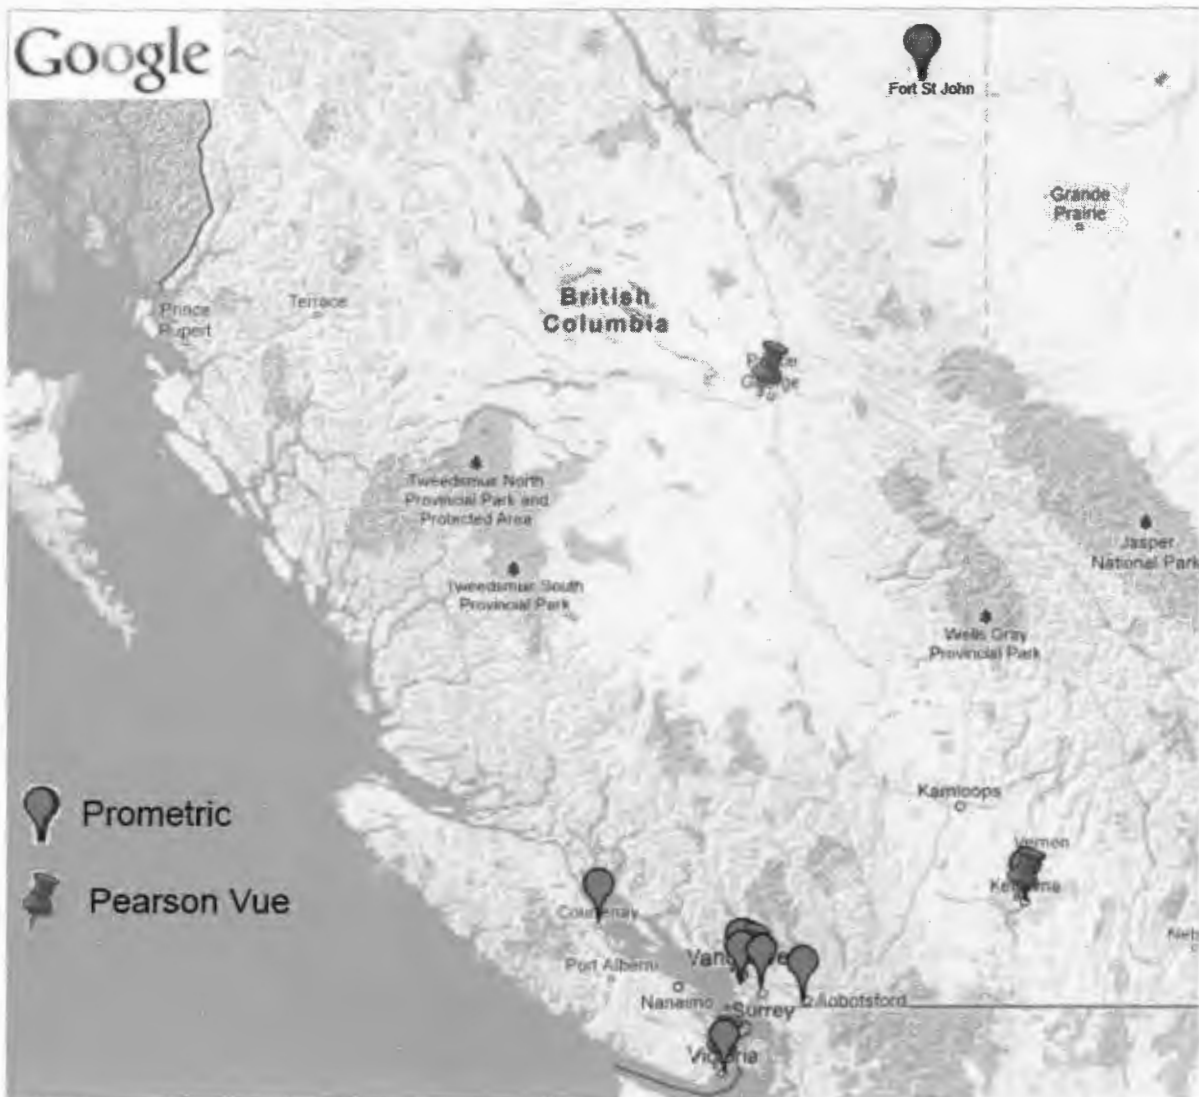 Google
Fort St John
Grande
Prairie
British
Columbia
Prince
Rupert
Terrace
Tweedsmuir North
Provincial Park and
Protected Area
Tweedsmuir South
Provincial Park
Jasper
National Park
Wells Gray
Provincial Park
Kamloops
Vernon
Prometric
Pearson Vue
Courtenay
Port Alberni
Nanaimo
Surrey
Abbotsford
Victoria